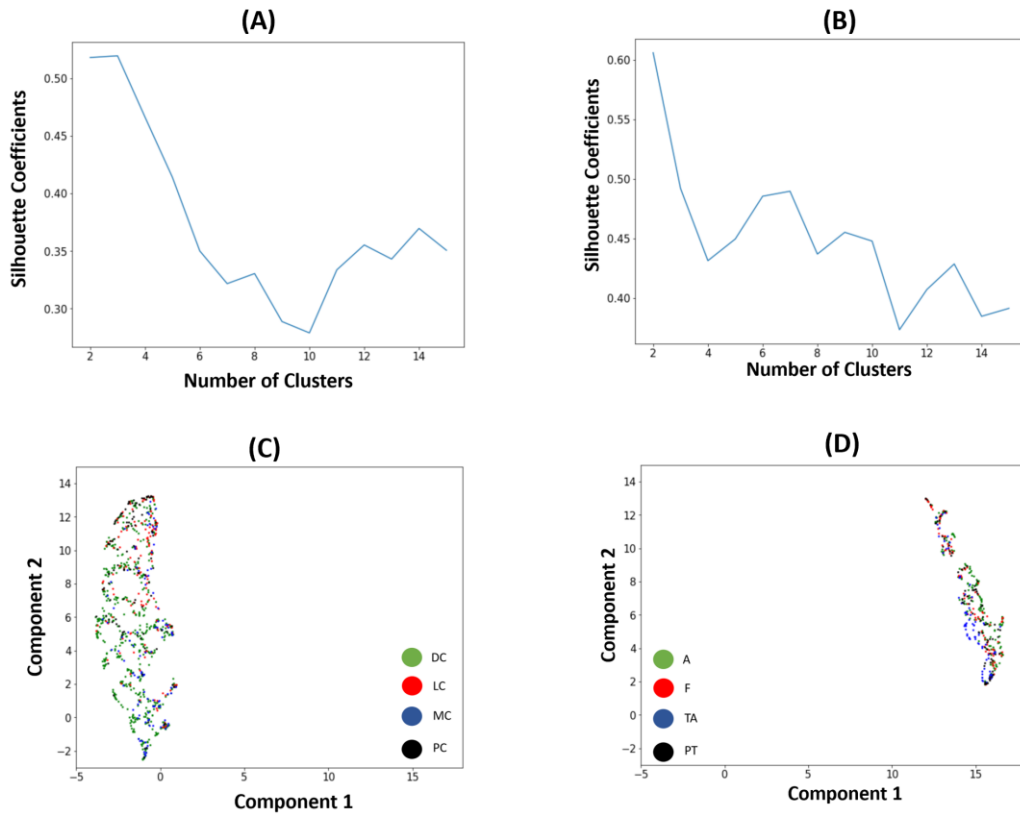 (A)
Silhouette Coefficients
0.50
0.45
0.40
0.35
0.30
2 4 6 8 10 12 14
Number of Clusters
(B)
Silhouette Coefficients
0.60
0.55
0.50
0.45
0.40
2 4 6 8 10 12 14
Number of Clusters
(C)
Component 2
14
12
10
8
6
4
2
0
−2
−5 0 5 10 15
Component 1
DC
LC
MC
PC
(D)
Component 2
14
12
10
8
6
4
2
0
−2
−5 0 5 10 15
Component 1
A
F
TA
PT